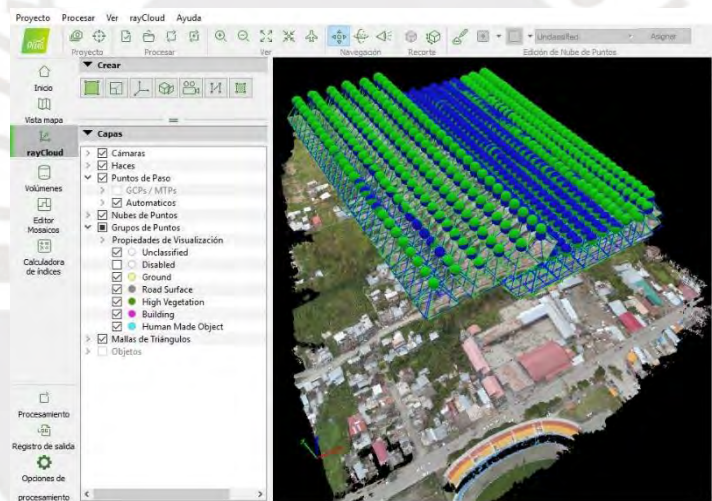 Proyecto Procesar Ver rayCloud Ayuda
Unclassified Asignar
Proyecto Procesar Ver Navegación Recorte Edición de Nube de Puntos
Inicio
Vista mapa
rayCloud
Volúmenes
Editor
Mosaicos
Calculadora
de índices
Procesamiento
Registro de salida
Opciones de
procesamiento
Crear
Capas
Cámaras
Haces
Puntos de Paso
GCPs / MTPs
Automaticos
Nubes de Puntos
Grupos de Puntos
Propiedades de Visualización
Unclassified
Disabled
Ground
Road Surface
High Vegetation
Building
Human Made Object
Mallas de Triángulos
Objetos